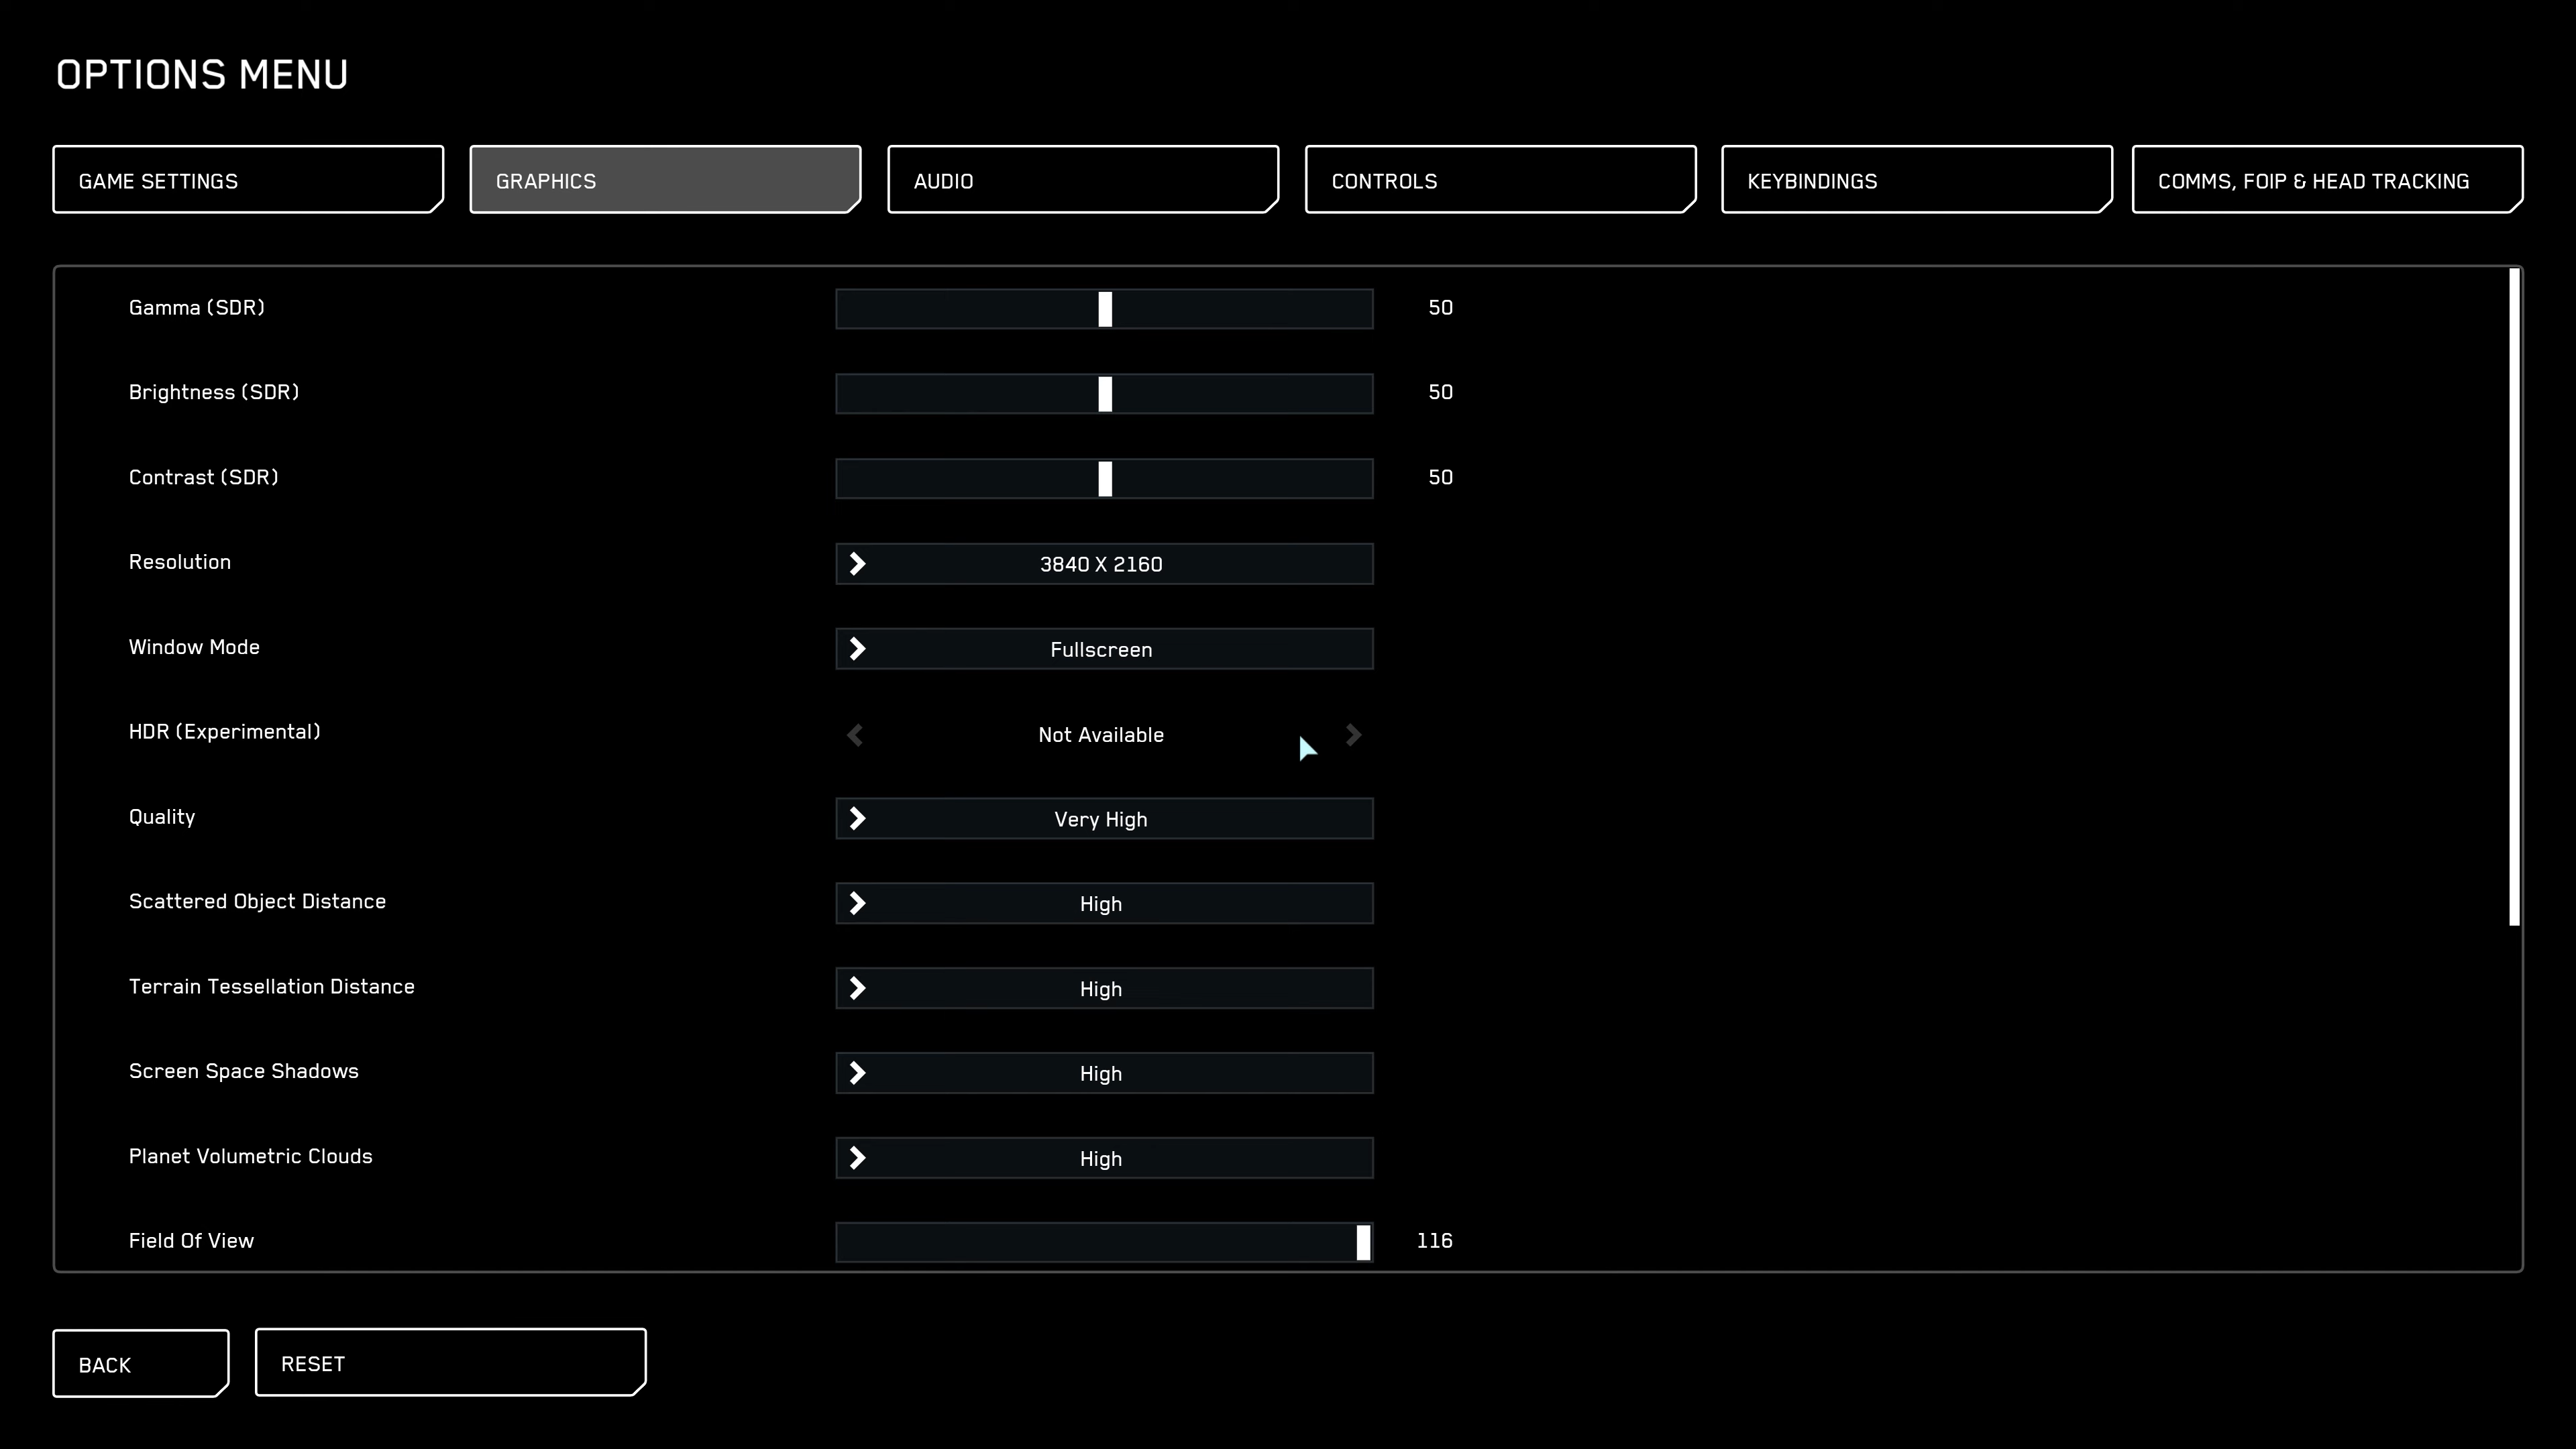 OPTIONS MENU
GAME SETTINGS
GRAPHICS
AUDIO
CONTROLS
KEYBINDINGS
COMMS, FOIP & HEAD TRACKING
Gamma (SDR) 50
Brightness (SDR) 50
Contrast (SDR) 50
Resolution 3840 X 2160
Window Mode Fullscreen
HDR (Experimental) Not Available
Quality Very High
Scattered Object Distance High
Terrain Tessellation Distance High
Screen Space Shadows High
Planet Volumetric Clouds High
Field Of View 116
BACK
RESET